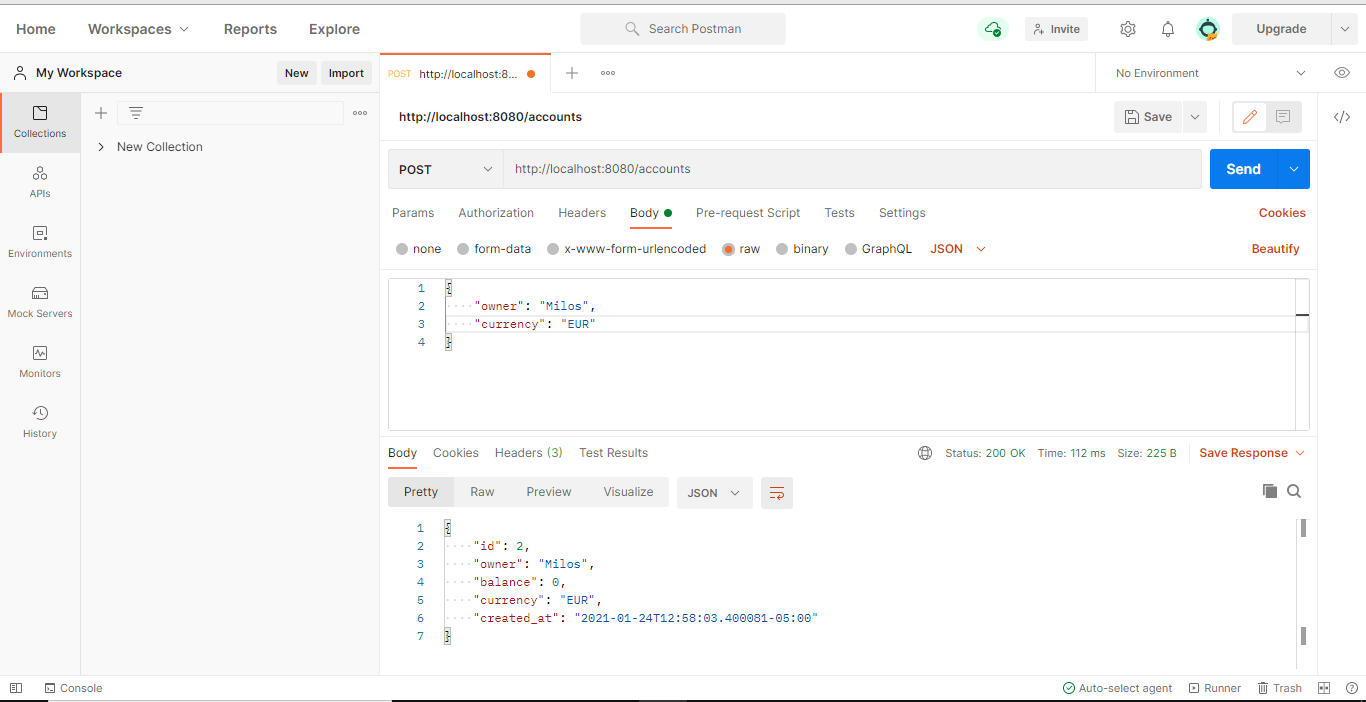 Home Workspaces Reports Explore Search Postman Invite Upgrade
My Workspace New Import POST http://localhost:8... No Environment
Collections
APIs
Environments
Mock Servers
Monitors
History
New Collection
http://localhost:8080/accounts Save
POST http://localhost:8080/accounts Send
Params Authorization Headers Body Pre-request Script Tests Settings Cookies
none form-data x-www-form-urlencoded raw binary GraphQL JSON Beautify
1 {
2 "owner": "Milos",
3 "currency": "EUR"
4 }
Body Cookies Headers (3) Test Results Status: 200 OK Time: 112 ms Size: 225 B Save Response
Pretty Raw Preview Visualize JSON
1 {
2 "id": 2,
3 "owner": "Milos",
4 "balance": 0,
5 "currency": "EUR",
6 "created_at": "2021-01-24T12:58:03.400081-05:00"
7 }
Console Auto-select agent Runner Trash